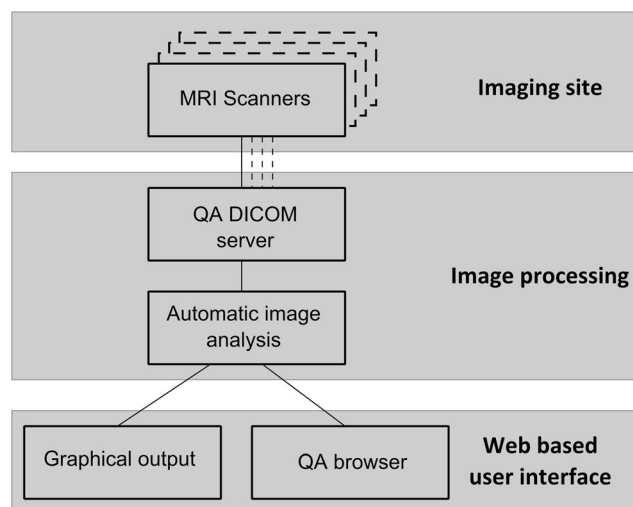 MRI Scanners
Imaging site
QA DICOM
server
Automatic image
analysis
Image processing
Graphical output
QA browser
Web based
user interface